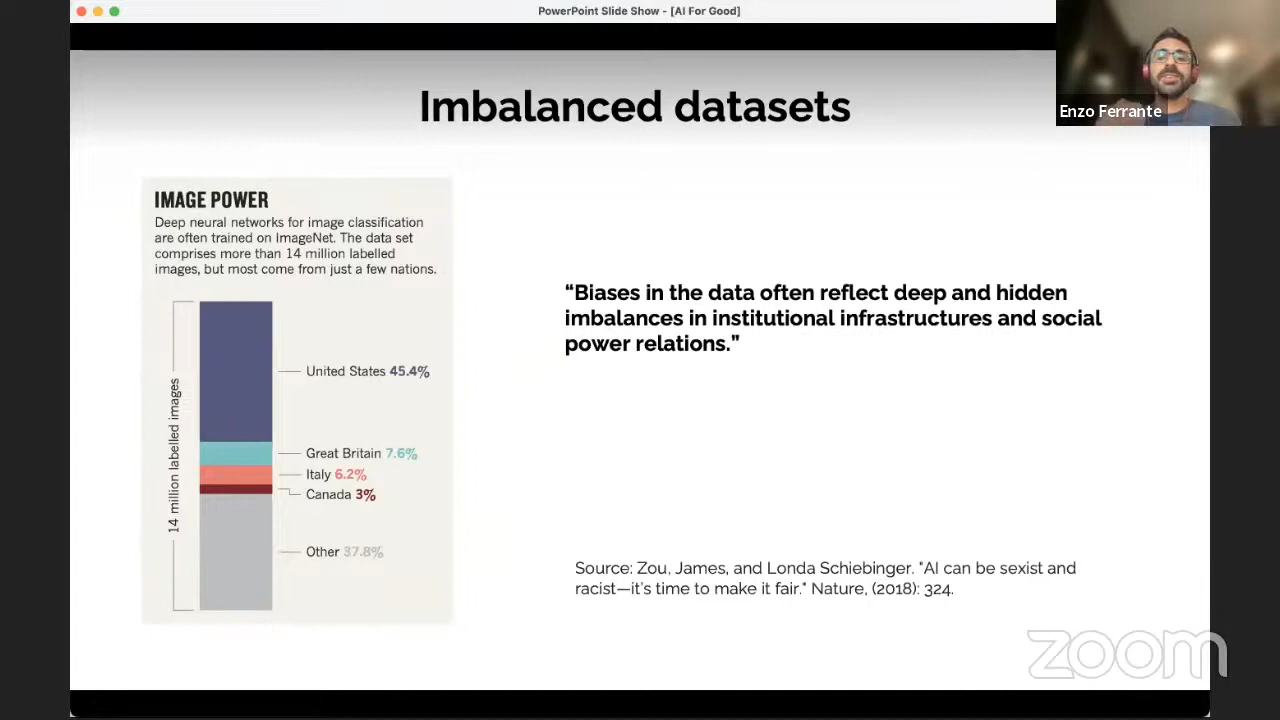 PowerPoint Slide Show - [AI For Good]
Enzo Ferrante
Imbalanced datasets
IMAGE POWER
Deep neural networks for image classification
are often trained on ImageNet. The data set
comprises more than 14 million labelled
images, but most come from just a few nations.
14 million labelled images
United States 45.4%
Great Britain 7.6%
Italy 6.2%
Canada 3%
Other 37.8%
“Biases in the data often reflect deep and hidden
imbalances in institutional infrastructures and social
power relations.”
Source: Zou, James, and Londa Schiebinger. "AI can be sexist and
racist—it’s time to make it fair." Nature, (2018): 324.
zoom